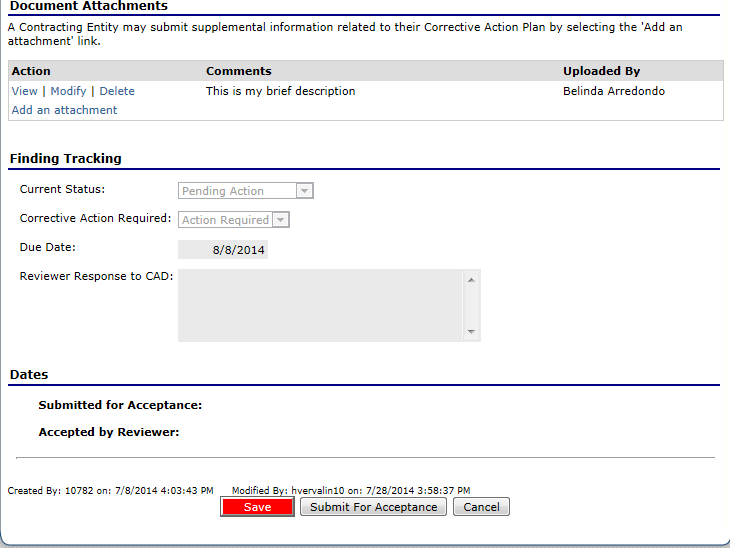 Document Attachments
A Contracting Entity may submit supplemental information related to their Corrective Action Plan by selecting the 'Add an
attachment' link.
Action Comments Uploaded By
View | Modify | Delete This is my brief description Belinda Arredondo
Add an attachment
Finding Tracking
Current Status: Pending Action
Corrective Action Required: Action Required
Due Date: 8/8/2014
Reviewer Response to CAD:
Dates
Submitted for Acceptance:
Accepted by Reviewer:
Created By: 10782 on: 7/8/2014 4:03:43 PM Modified By: hvervalin10 on: 7/28/2014 3:58:37 PM
Save Submit For Acceptance Cancel